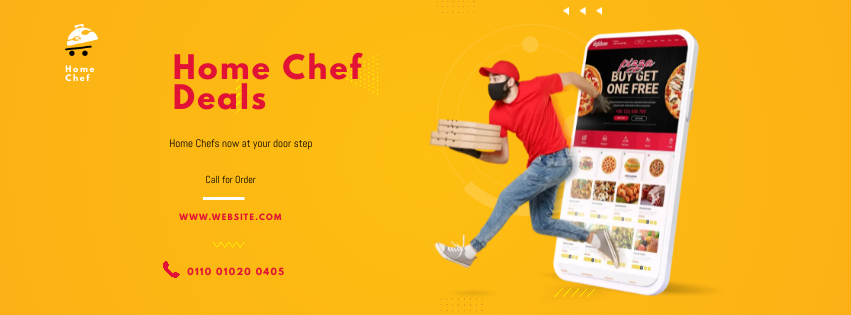 Home
Chef
Home Chef
Deals
Home Chefs now at your door step
Call for Order
WWW.WEBSITE.COM
0110 01020 0405
pizza
BUY GET
ONE FREE